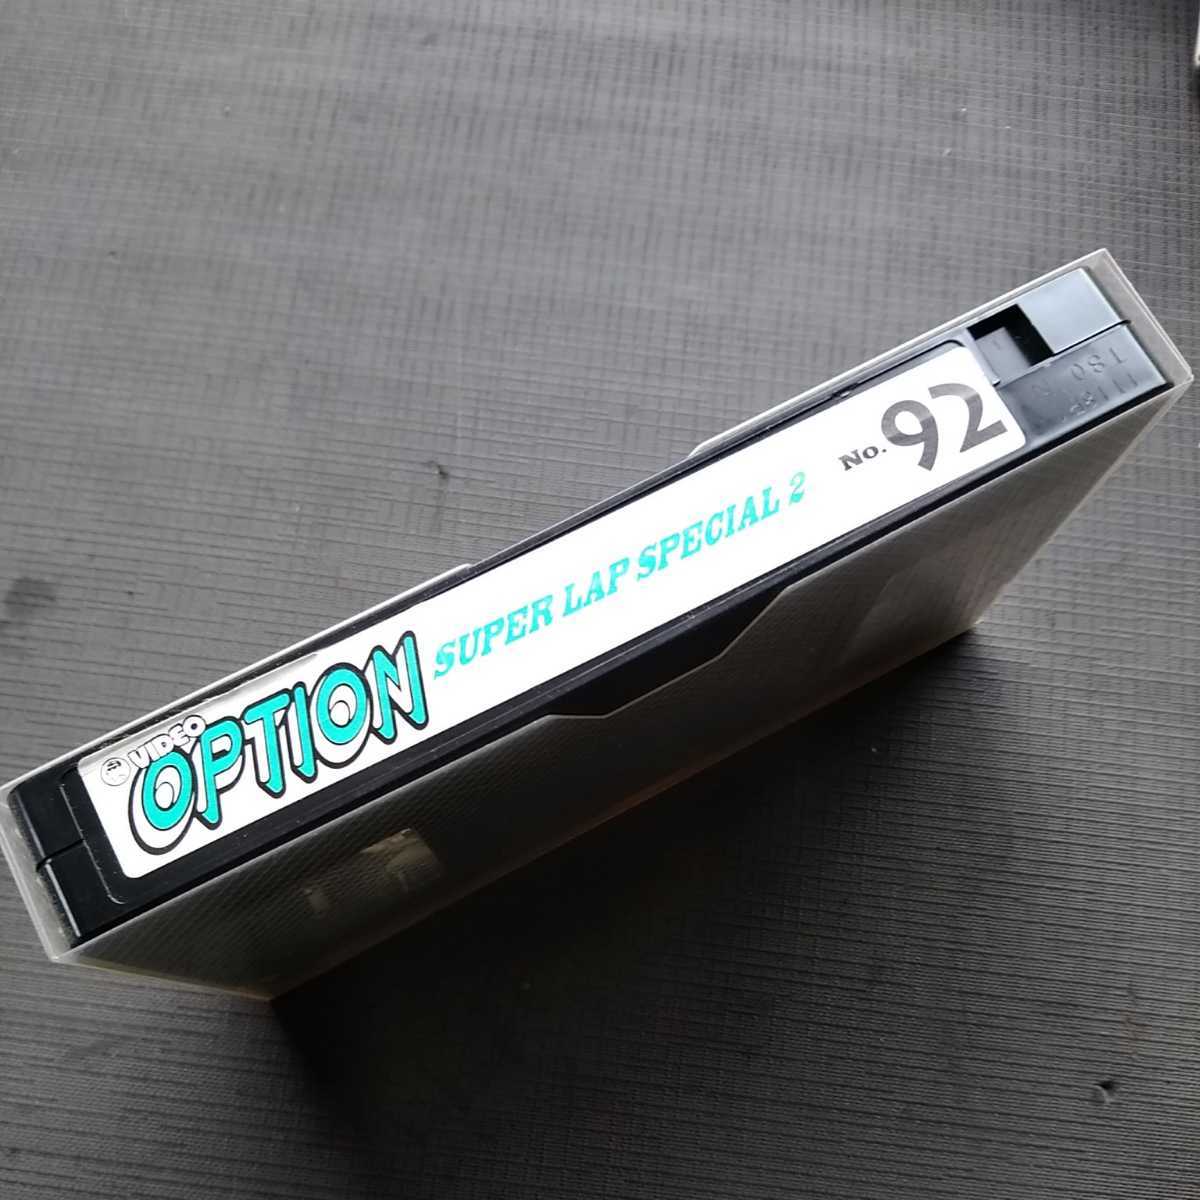 VIDEO
OPTION
SUPER LAP SPECIAL 2
No. 92